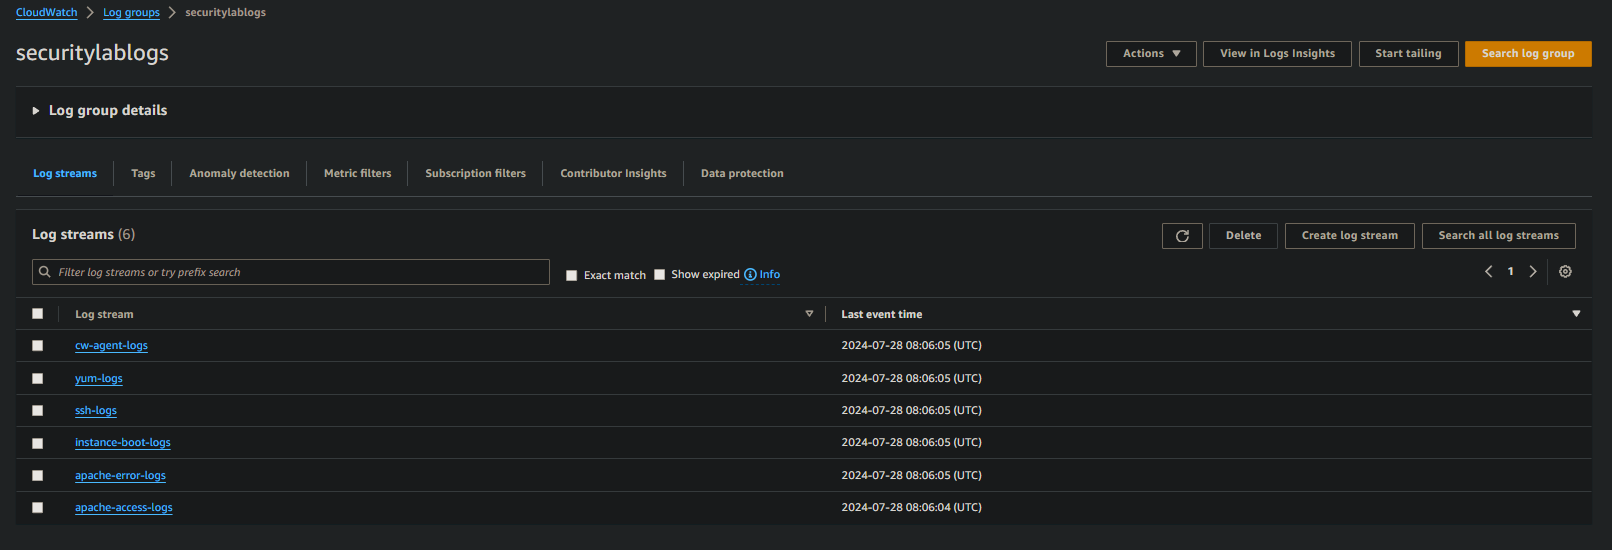 CloudWatch > Log groups > securitylablogs
securitylablogs
Actions ▼ View in Logs Insights Start tailing Search log group
▶ Log group details
Log streams Tags Anomaly detection Metric filters Subscription filters Contributor Insights Data protection
Log streams (6) Delete Create log stream Search all log streams
Filter log streams or try prefix search Exact match Show expired Info < 1 >
Log stream Last event time
cw-agent-logs 2024-07-28 08:06:05 (UTC)
yum-logs 2024-07-28 08:06:05 (UTC)
ssh-logs 2024-07-28 08:06:05 (UTC)
instance-boot-logs 2024-07-28 08:06:05 (UTC)
apache-error-logs 2024-07-28 08:06:05 (UTC)
apache-access-logs 2024-07-28 08:06:04 (UTC)